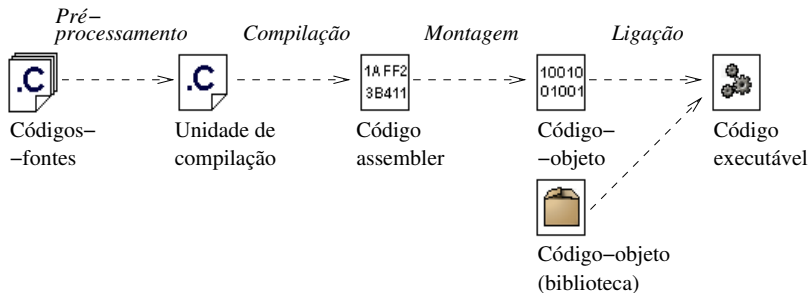 Pré−
processamento
Compilação
Montagem
Ligação
.C
.C
1A FF2
3B411
10010
01001
Códigos−
−fontes
Unidade de
compilação
Código
assembler
Código−
−objeto
Código
executável
Código−objeto
(biblioteca)